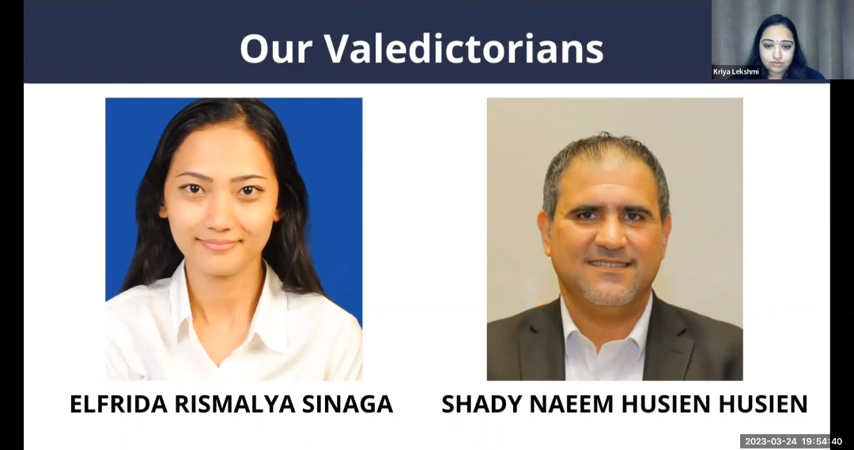 Our Valedictorians
Kriya Lekshmi
ELFRIDA RISMALYA SINAGA
SHADY NAEEM HUSIEN HUSIEN
2023-03-24 19:54:40